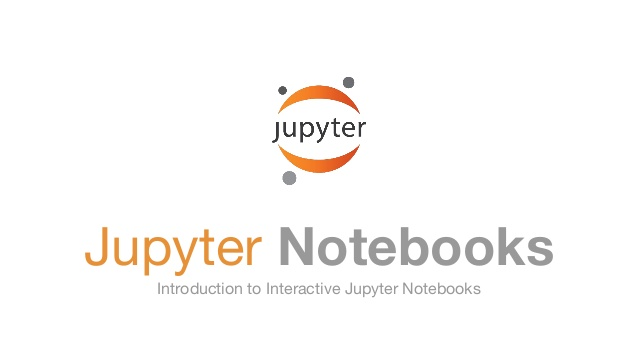 jupyter
Jupyter Notebooks
Introduction to Interactive Jupyter Notebooks